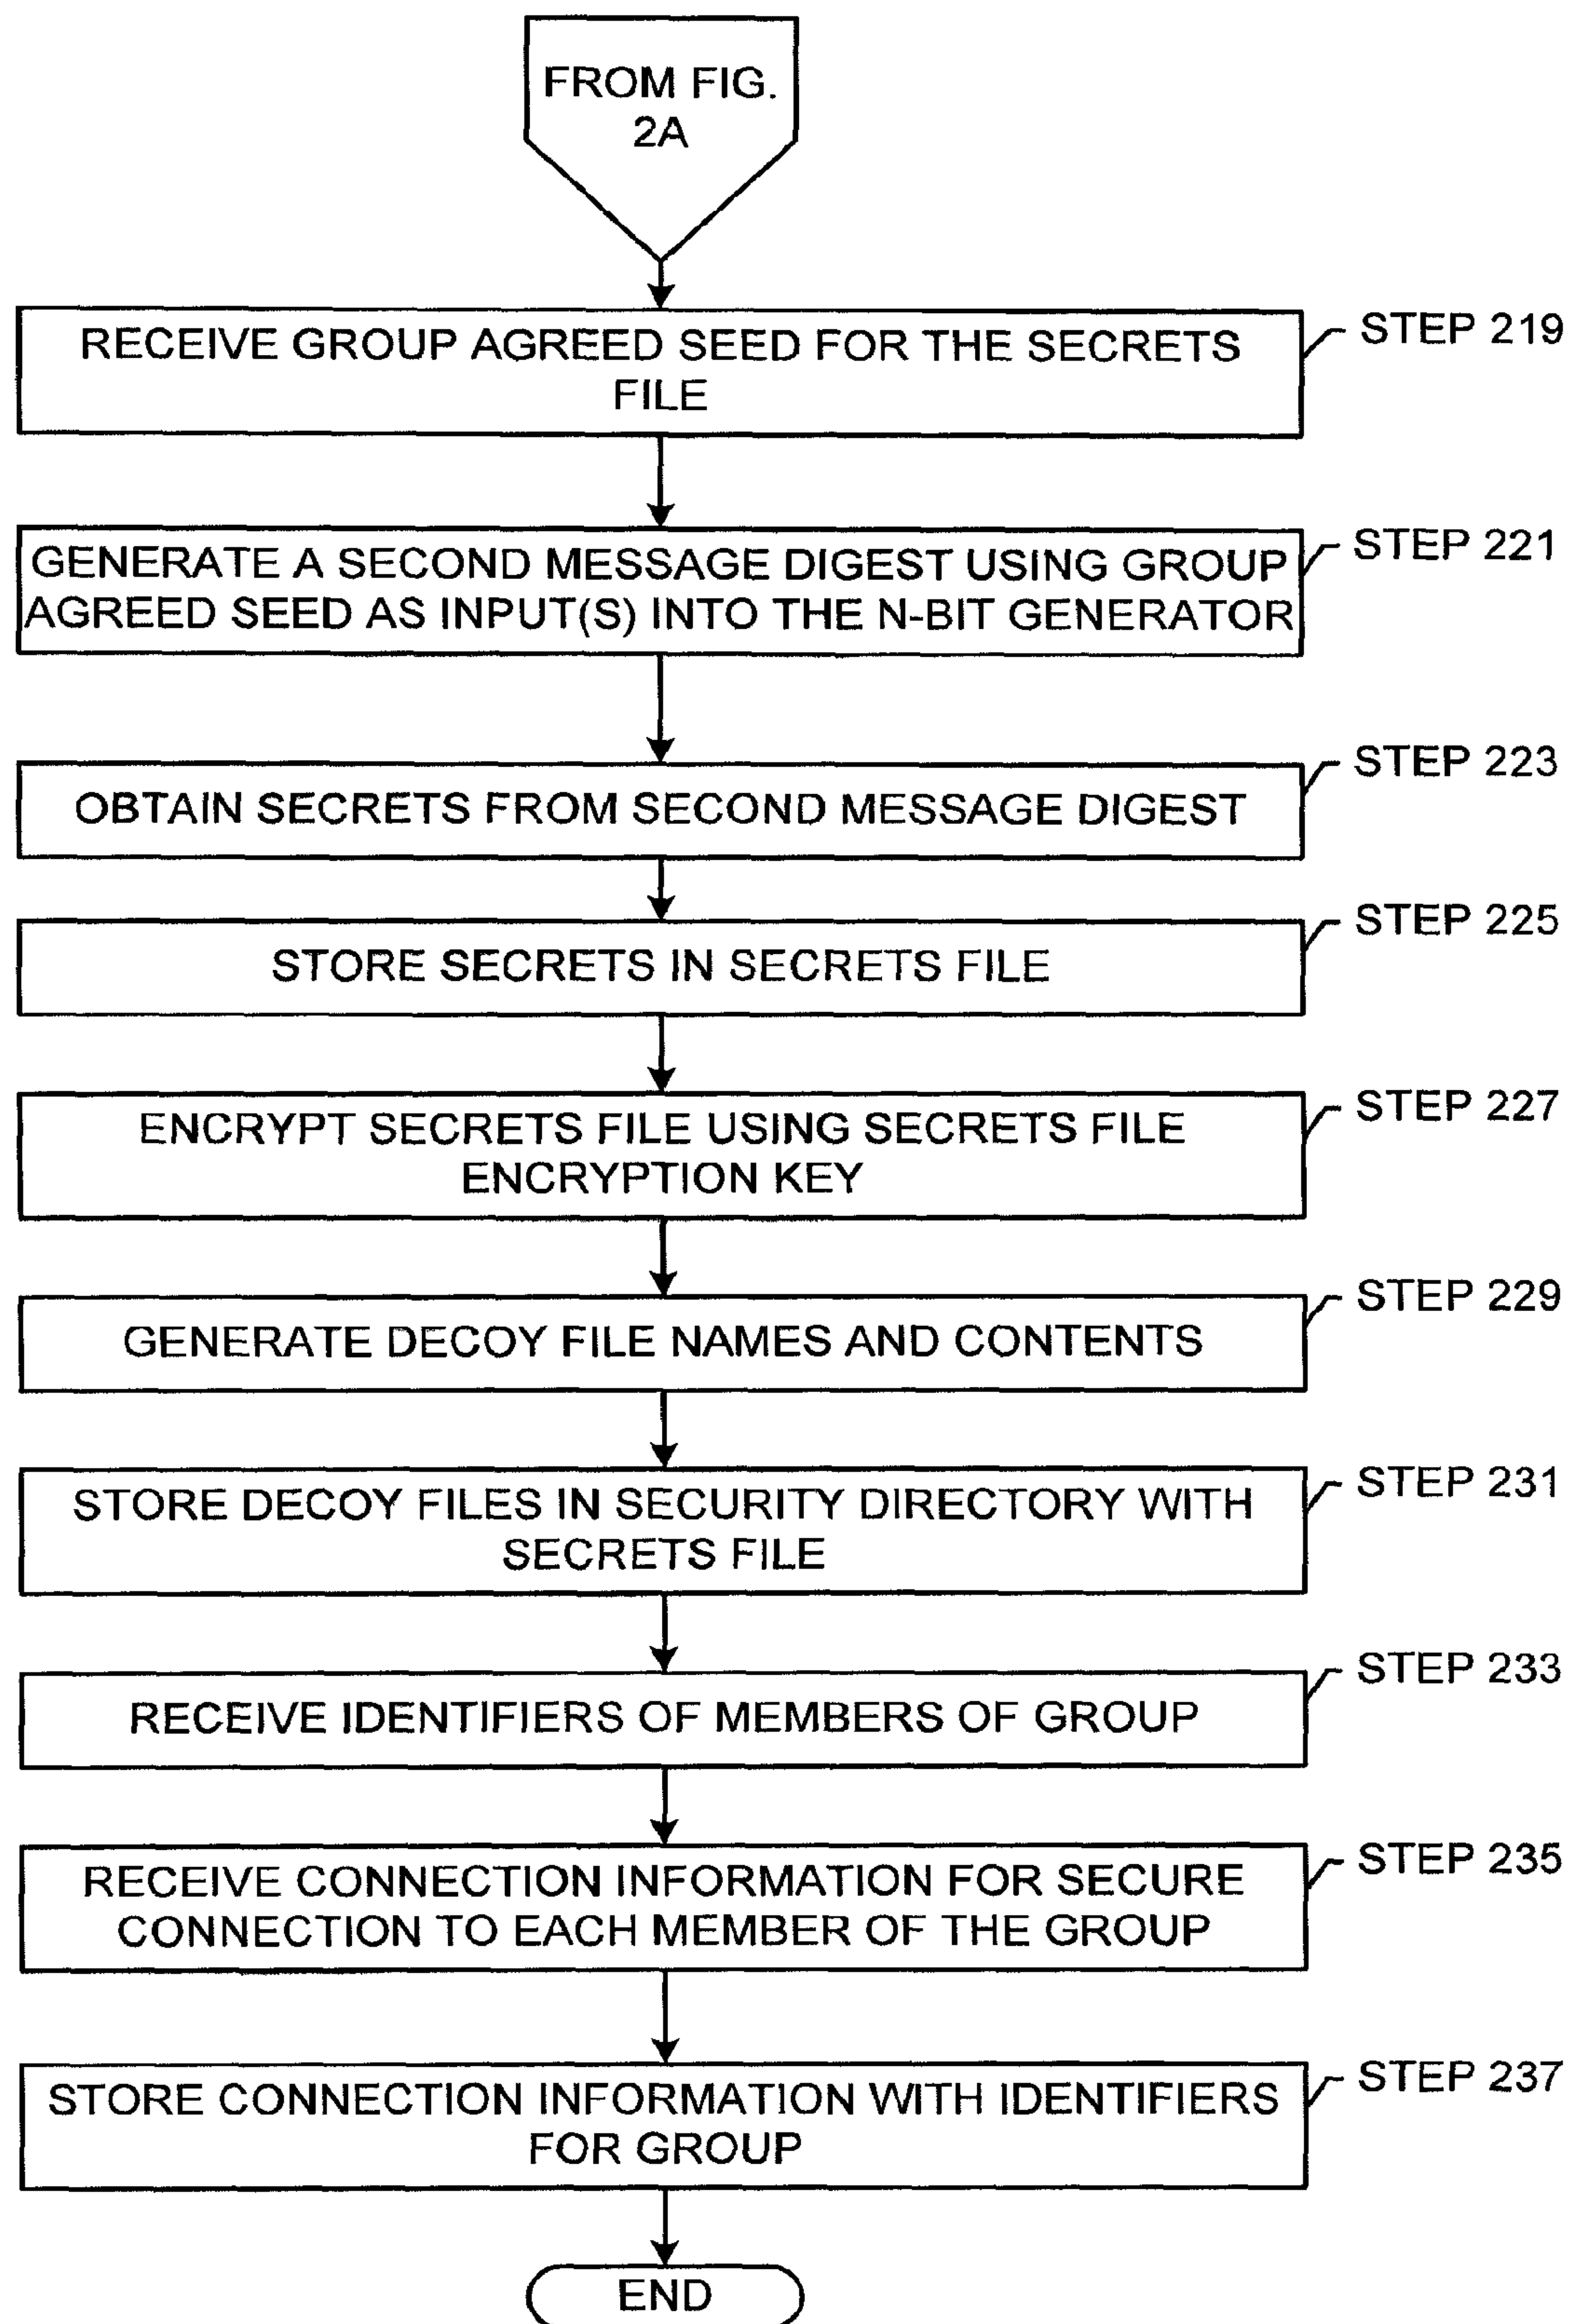 FROM FIG.
2A
RECEIVE GROUP AGREED SEED FOR THE SECRETS
FILE
STEP 219
GENERATE A SECOND MESSAGE DIGEST USING GROUP
AGREED SEED AS INPUT(S) INTO THE N-BIT GENERATOR
STEP 221
OBTAIN SECRETS FROM SECOND MESSAGE DIGEST
STEP 223
STORE SECRETS IN SECRETS FILE
STEP 225
ENCRYPT SECRETS FILE USING SECRETS FILE
ENCRYPTION KEY
STEP 227
GENERATE DECOY FILE NAMES AND CONTENTS
STEP 229
STORE DECOY FILES IN SECURITY DIRECTORY WITH
SECRETS FILE
STEP 231
RECEIVE IDENTIFIERS OF MEMBERS OF GROUP
STEP 233
RECEIVE CONNECTION INFORMATION FOR SECURE
CONNECTION TO EACH MEMBER OF THE GROUP
STEP 235
STORE CONNECTION INFORMATION WITH IDENTIFIERS
FOR GROUP
STEP 237
END